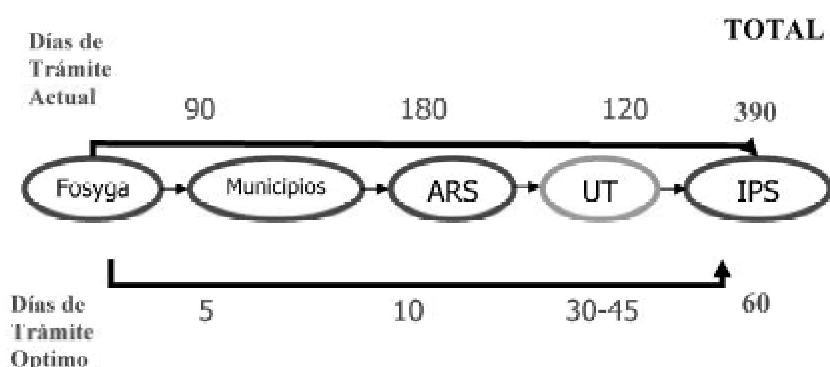 TOTAL
Días de
Trámite
Actual
90 180 120 390
Fosyga Municipios ARS UT IPS
Días de
Trámite
Optimo
5 10 30-45 60